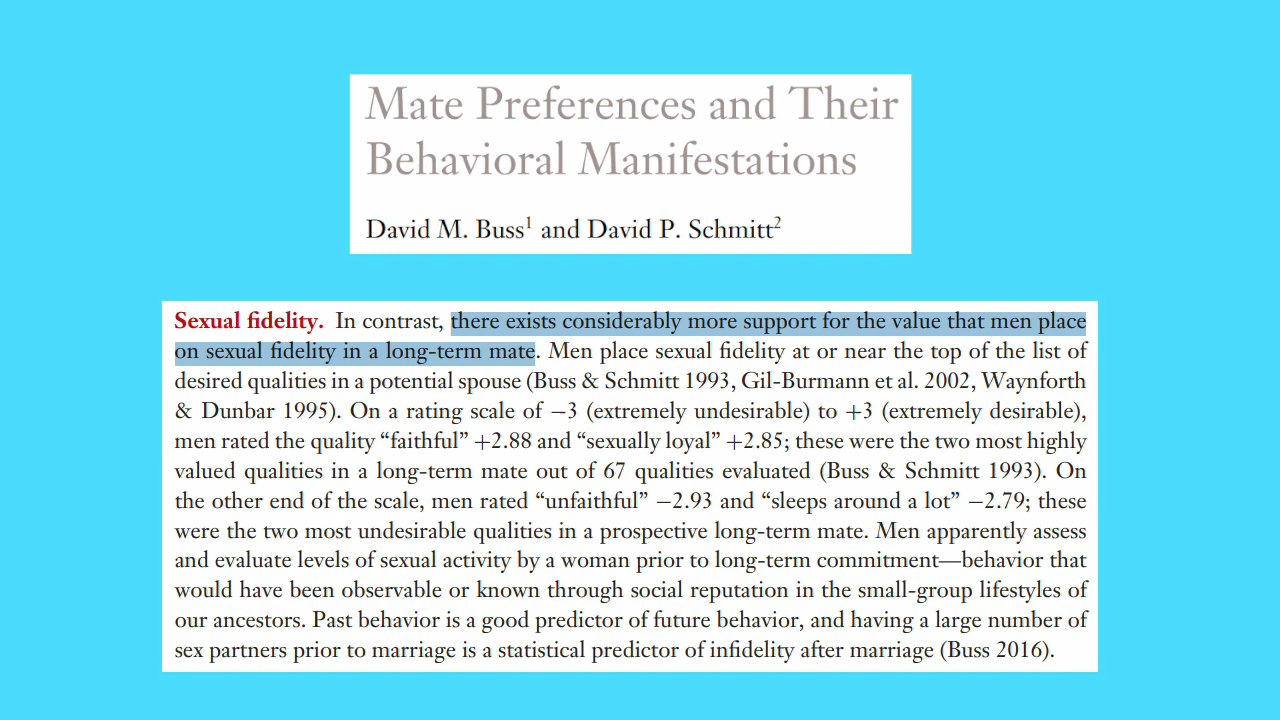 Mate Preferences and Their
Behavioral Manifestations
David M. Buss¹ and David P. Schmitt²
Sexual fidelity. In contrast, there exists considerably more support for the value that men place
on sexual fidelity in a long-term mate. Men place sexual fidelity at or near the top of the list of
desired qualities in a potential spouse (Buss & Schmitt 1993, Gil-Burmann et al. 2002, Waynforth
& Dunbar 1995). On a rating scale of −3 (extremely undesirable) to +3 (extremely desirable),
men rated the quality “faithful” +2.88 and “sexually loyal” +2.85; these were the two most highly
valued qualities in a long-term mate out of 67 qualities evaluated (Buss & Schmitt 1993). On
the other end of the scale, men rated “unfaithful” −2.93 and “sleeps around a lot” −2.79; these
were the two most undesirable qualities in a prospective long-term mate. Men apparently assess
and evaluate levels of sexual activity by a woman prior to long-term commitment—behavior that
would have been observable or known through social reputation in the small-group lifestyles of
our ancestors. Past behavior is a good predictor of future behavior, and having a large number of
sex partners prior to marriage is a statistical predictor of infidelity after marriage (Buss 2016).